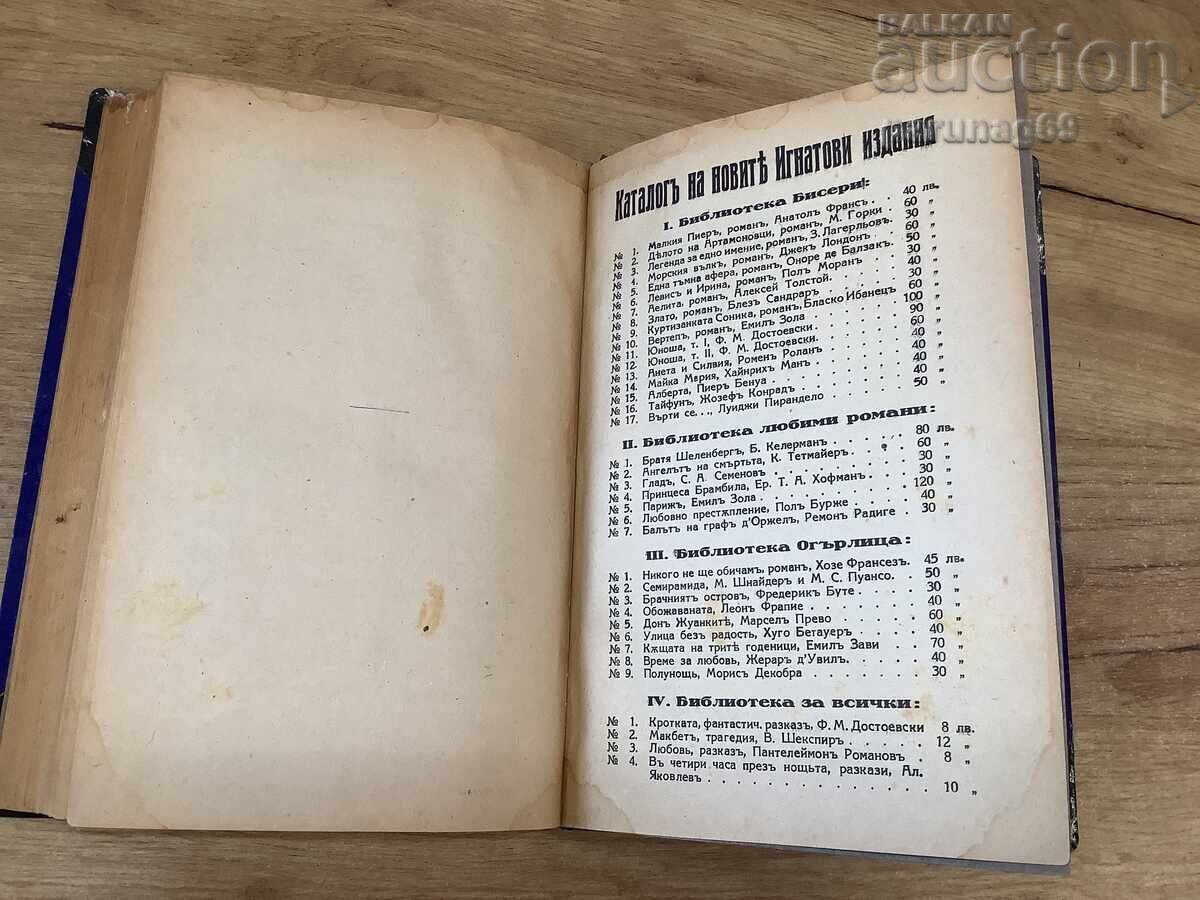 BALKAN
auction
narunag69
Каталогъ на новитѣ Игнатови издания
I. Библиотека Бисери:
№ 1. Малкия Пиеръ, романъ, Анатолъ Франсъ. . 40 лв.
№ 2. Дѣлото на Артамоновци, романъ, М. Горки . 60 „
№ 3. Легенда за едно имение, романъ, З. Лагерльовъ. 30 „
№ 4. Морския вълкъ, романъ, Джекъ Лондонъ . 60 „
№ 5. Една тъмна афера, романъ, Оноре де Балзакъ. 50 „
№ 6. Левисъ и Ирина, романъ, Полъ Моранъ . . 40 „
№ 7. Аелита, романъ, Алексей Толстой. . . . 30 „
№ 8. Злато, романъ, Блезъ Сандраръ . . . . 60 „
№ 9. Куртизанката Соника, романъ, Бласко Ибанецъ 100 „
№ 10. Вертепъ, романъ, Емилъ Зола . . . . 90 „
№ 11. Юноша, т. I, Ф. М. Достоевски. . . . . 60 „
№ 12. Юноша, т. II, Ф. М. Достоевски. . . . . 40 „
№ 13. Анета и Силвия, Роменъ Роланъ . . . . 40 „
№ 14. Майка Мария, Хайнрихъ Манъ . . . . 40 „
№ 15. Алберта, Пиеръ Бенуа . . . . . . 40 „
№ 16. Тайфунъ, Жозефъ Конрадъ . . . . . 50 „
№ 17. Върти се..., Луиджи Пирандело
II. Библиотека любими романи:
№ 1. Братя Шеленбергъ, Б. Келерманъ . . . . . 80 лв.
№ 2. Ангелътъ на смъртьта, К. Тетмайеръ . . . . 60 „
№ 3. Гладъ, С. А. Семеновъ . . . . . . 30 „
№ 4. Принцеса Брамбила, Ер. Т. А. Хофманъ . . . 30 „
№ 5. Парижъ, Емилъ Зола . . . . . . . 120 „
№ 6. Любовно престѫпление, Полъ Бурже . . . . 40 „
№ 7. Балътъ на графъ д'Оржелъ, Ремонъ Радиге . 30 „
III. Библиотека Огърлица:
№ 1. Никого не ще обичамъ, романъ, Хозе Франсезъ. 45 лв.
№ 2. Семирамида, М. Шнайдеръ и М. С. Пуансо. . 50 „
№ 3. Брачниятъ островъ, Фредерикъ Буте . . . . 30 „
№ 4. Обожаваната, Леонъ Фрапие . . . . . . 40 „
№ 5. Донъ Жуанкитѣ, Марселъ Прево . . . . . 60 „
№ 6. Улица безъ радость, Хуго Бетауеръ . . . . 40 „
№ 7. Кѫщата на тритѣ годеници, Емилъ Зави . . . 70 „
№ 8. Време за любовь, Жераръ д'Увилъ. . . . . 40 „
№ 9. Полунощь, Морисъ Декобра . . . . . . 30 „
IV. Библиотека за всички:
№ 1. Кротката, фантастич. разказъ, Ф. М. Достоевски 8 лв.
№ 2. Макбетъ, трагедия, В. Шекспиръ . . . . . 12 „
№ 3. Любовь, разказъ, Пантелеймонъ Романовъ . . 8 „
№ 4. Въ четири часа презъ нощьта, разкази, Ал.
Яковлевъ . . . . . . . . . . . . 10 „